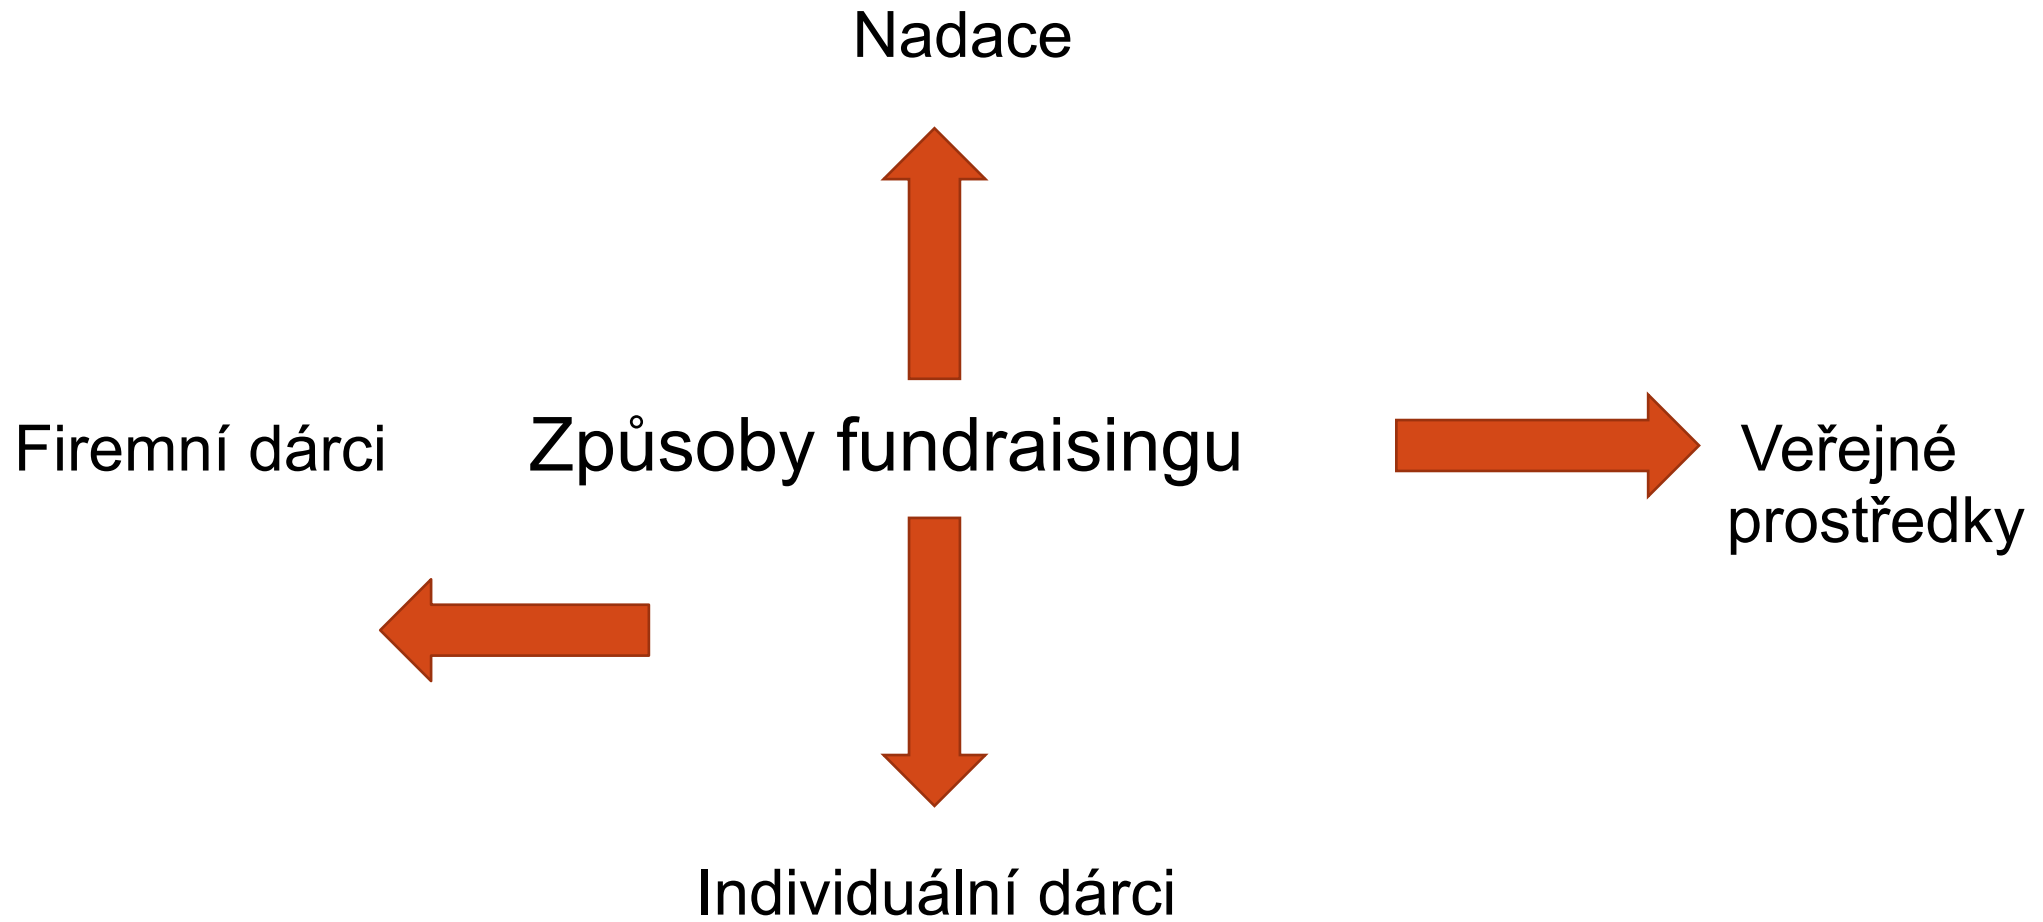 Nadace
Firemní dárci
Způsoby fundraisingu
Veřejné
prostředky
Individuální dárci